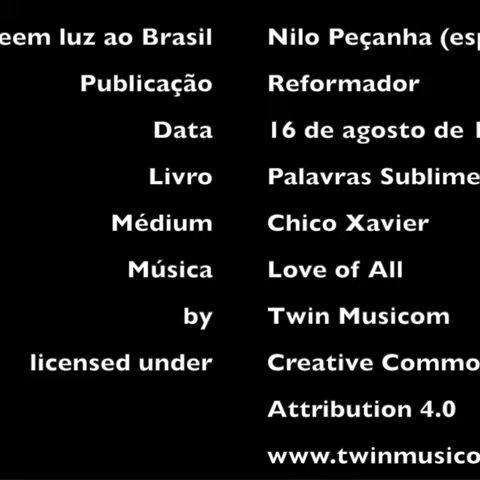 eem luz ao Brasil Nilo Peçanha (esp
Publicação Reformador
Data 16 de agosto de 1
Livro Palavras Sublime
Médium Chico Xavier
Música Love of All
by Twin Musicom
licensed under Creative Commo
Attribution 4.0
www.twinmusico